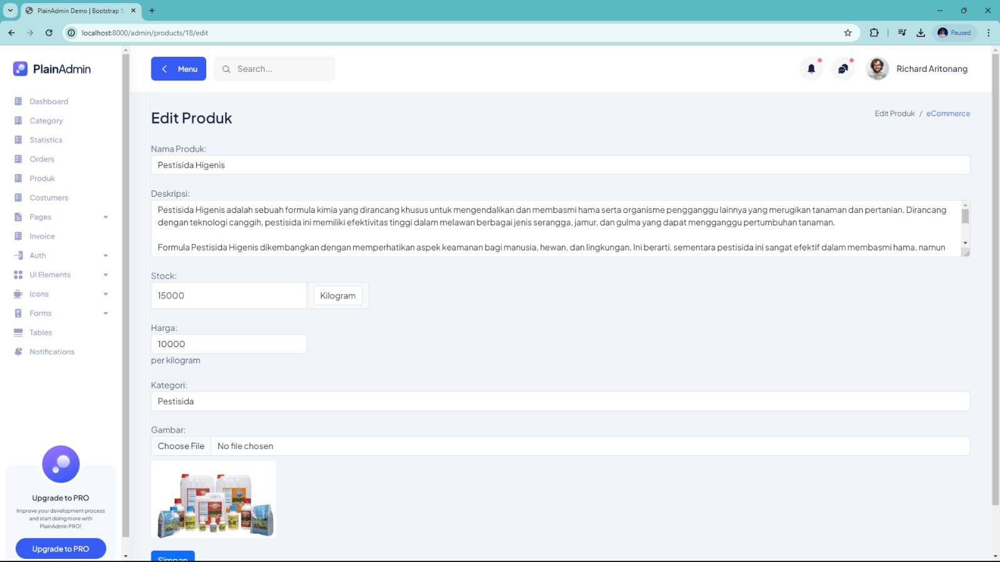 PlainAdmin Demo | Bootstrap 5
localhost:8000/admin/products/18/edit
Paused
PlainAdmin
Dashboard
Category
Statistics
Orders
Produk
Costumers
Pages
Invoice
Auth
UI Elements
Icons
Forms
Tables
Notifications
Upgrade to PRO
Improve your development process
and start doing more with
PlainAdmin PRO!
Upgrade to PRO
Menu
Search...
Richard Aritonang
Edit Produk
Edit Produk / eCommerce
Nama Produk:
Pestisida Higenis
Deskripsi:
Pestisida Higenis adalah sebuah formula kimia yang dirancang khusus untuk mengendalikan dan membasmi hama serta organisme pengganggu lainnya yang merugikan tanaman dan pertanian. Dirancang
dengan teknologi canggih, pestisida ini memiliki efektivitas tinggi dalam melawan berbagai jenis serangga, jamur, dan gulma yang dapat mengganggu pertumbuhan tanaman.
Formula Pestisida Higenis dikembangkan dengan memperhatikan aspek keamanan bagi manusia, hewan, dan lingkungan. Ini berarti, sementara pestisida ini sangat efektif dalam membasmi hama, namun
Stock:
15000 Kilogram
Harga:
10000
per kilogram
Kategori:
Pestisida
Gambar:
Choose File No file chosen
Simpan